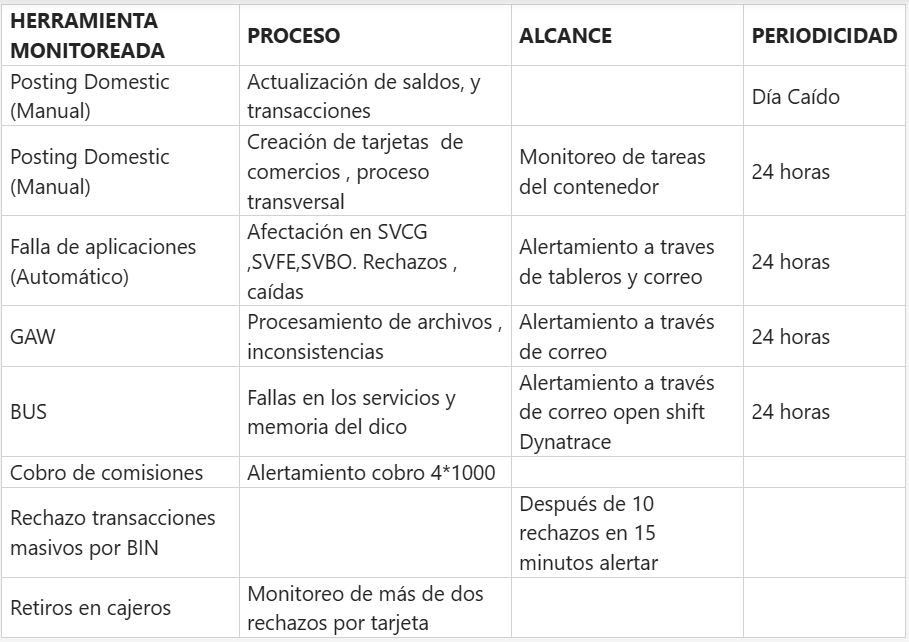 HERRAMIENTA
MONITOREADA
PROCESO
ALCANCE
PERIODICIDAD
Posting Domestic
(Manual)
Actualización de saldos, y
transacciones
Día Caído
Posting Domestic
(Manual)
Creación de tarjetas  de
comercios , proceso
transversal
Monitoreo de tareas
del contenedor
24 horas
Falla de aplicaciones
(Automático)
Afectación en SVCG
,SVFE,SVBO. Rechazos ,
caídas
Alertamiento a traves
de tableros y correo
24 horas
GAW
Procesamiento de archivos ,
inconsistencias
Alertamiento a través
de correo
24 horas
BUS
Fallas en los servicios y
memoria del dico
Alertamiento a través
de correo open shift
Dynatrace
24 horas
Cobro de comisiones
Alertamiento cobro 4*1000
Rechazo transacciones
masivos por BIN
Después de 10
rechazos en 15
minutos alertar
Retiros en cajeros
Monitoreo de más de dos
rechazos por tarjeta